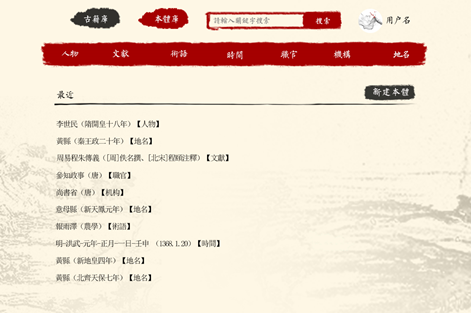 古籍庫 本體庫 請輸入關鍵字搜索 搜索 用户名
人物 文獻 術語 時間 職官 機構 地名
最近 新建本體
李世民（隋開皇十八年）【人物】
黃縣（秦王政二十年）【地名】
周易程朱傳義（[周]佚名撰、[北宋]程頤注釋）【文獻】
參知政事（唐）【職官】
尚書省（唐）【机构】
意母縣（新天鳳元年）【地名】
報雨澤（農學）【術語】
明-洪武-元年-正月-一日-壬申 （1368.1.20）【時間】
黃縣（新地皇四年）【地名】
黃縣（北齊天保七年）【地名】